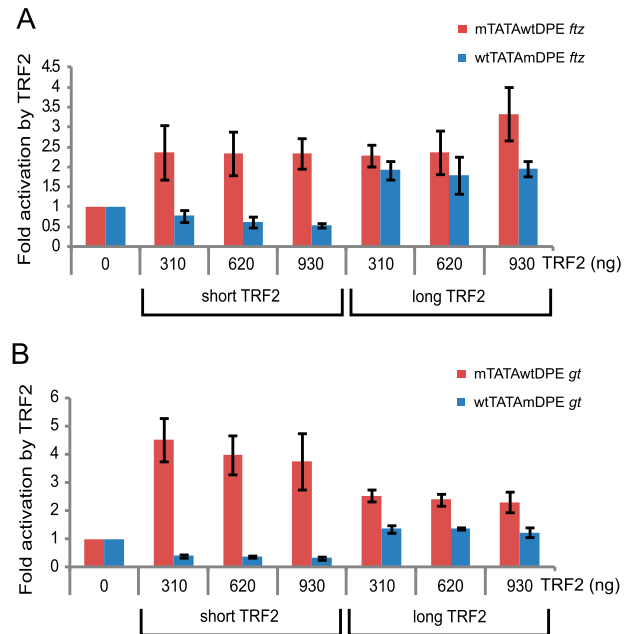 A
mTATAwtDPE ftz
wtTATAmDPE ftz
Fold activation by TRF2
4.5
4
3.5
3
2.5
2
1.5
1
0.5
0
0 310 620 930 310 620 930 TRF2 (ng)
short TRF2 long TRF2
B
mTATAwtDPE gt
wtTATAmDPE gt
Fold activation by TRF2
6
5
4
3
2
1
0
0 310 620 930 310 620 930 TRF2 (ng)
short TRF2 long TRF2